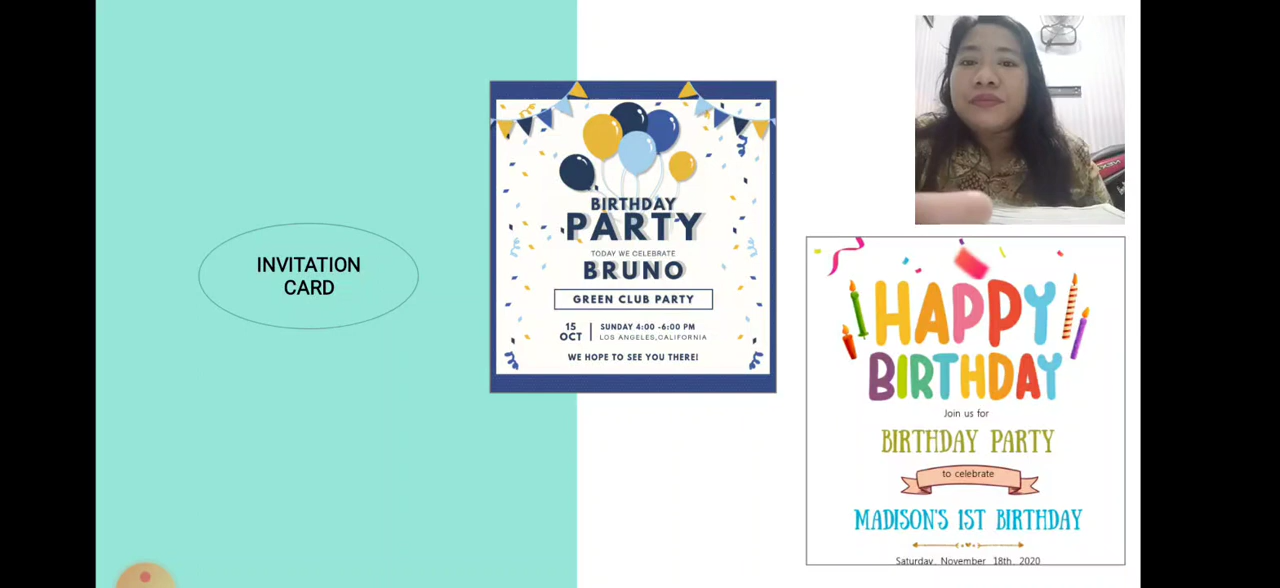 INVITATION
CARD
BIRTHDAY
PARTY
TODAY WE CELEBRATE
BRUNO
GREEN CLUB PARTY
15
OCT
SUNDAY 4:00 -6:00 PM
LOS ANGELES,CALIFORNIA
WE HOPE TO SEE YOU THERE!
HAPPY
BIRTHDAY
Join us for
BIRTHDAY PARTY
to celebrate
MADISON'S 1ST BIRTHDAY
Saturday, November 18th, 2020